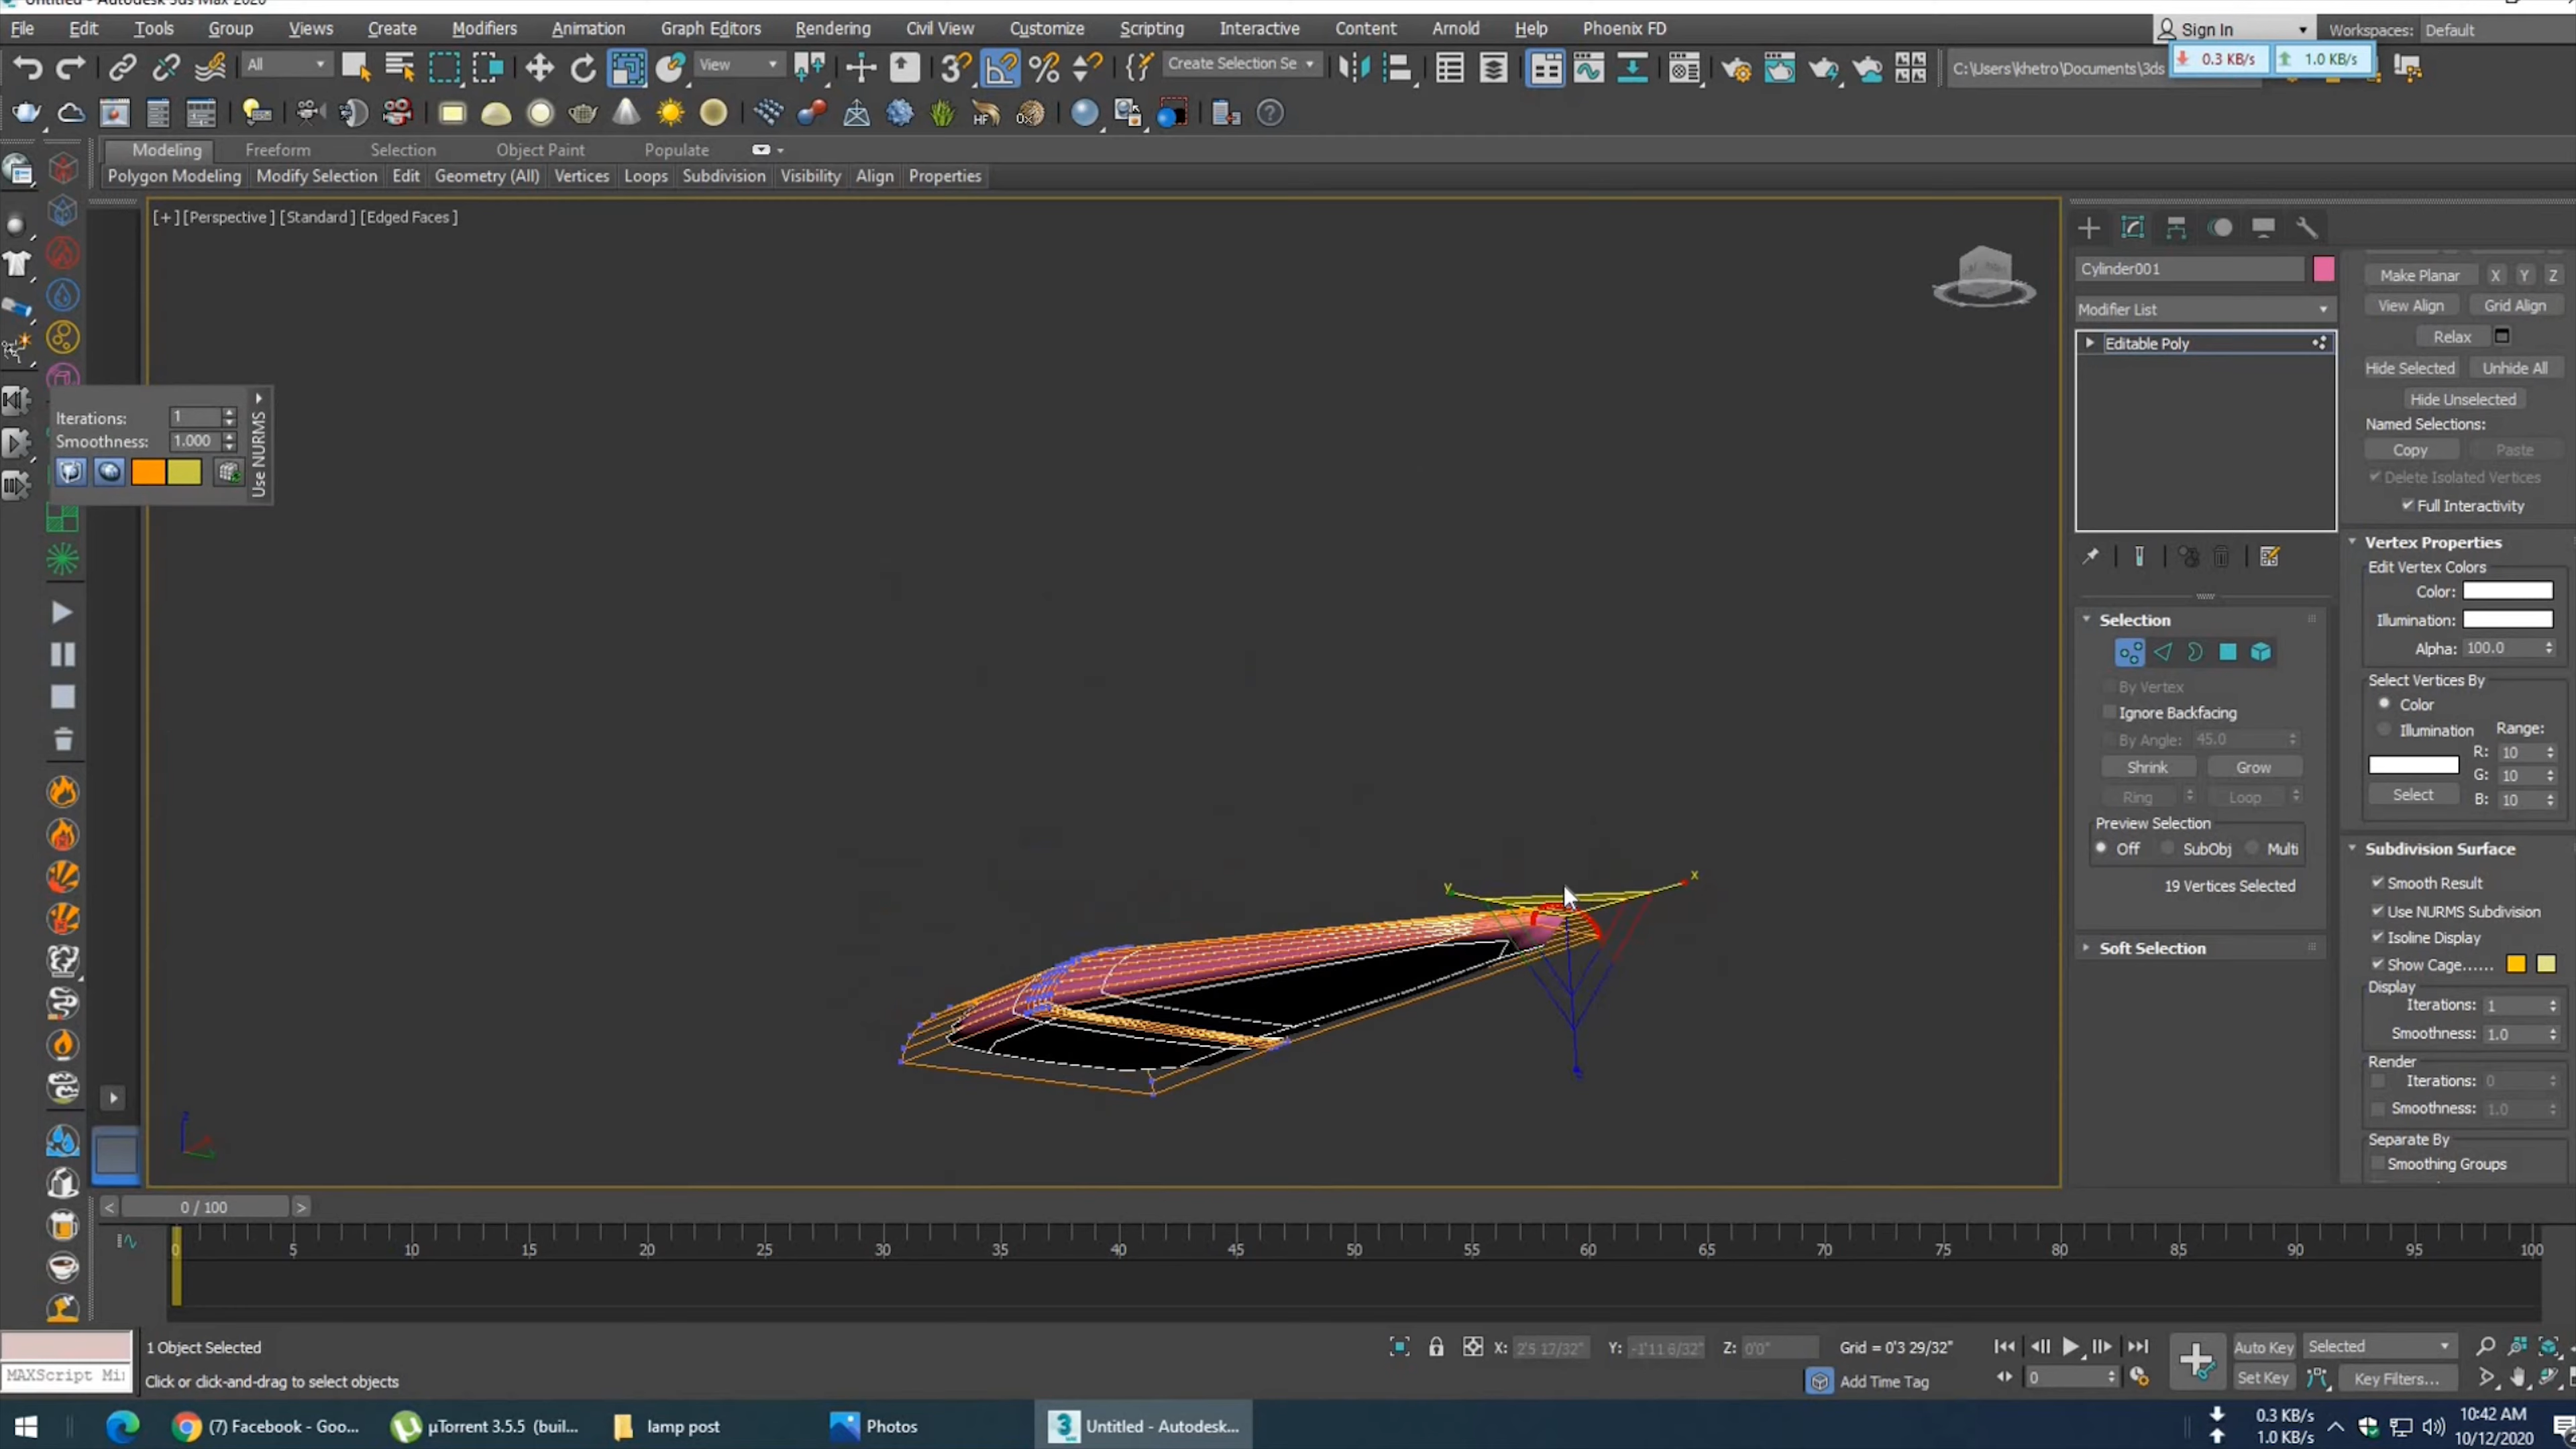 Untitled - Autodesk 3ds Max 2020
File Edit Tools Group Views Create Modifiers Animation Graph Editors Rendering Civil View Customize Scripting Interactive Content Arnold Help Phoenix FD
Sign In Workspaces: Default
All View Create Selection Se C:\Users\khetro\Documents\3ds
0.3 KB/s 1.0 KB/s
Modeling Freeform Selection Object Paint Populate
Polygon Modeling Modify Selection Edit Geometry (All) Vertices Loops Subdivision Visibility Align Properties
[+] [Perspective ] [Standard ] [Edged Faces ]
Iterations: 1
Smoothness: 1.000
Use NURMS
y x
z
Cylinder001
Modifier List
Editable Poly
Selection
By Vertex
Ignore Backfacing
By Angle: 45.0
Shrink Grow
Ring Loop
Preview Selection
Off SubObj Multi
19 Vertices Selected
Soft Selection
Make Planar X Y Z
View Align Grid Align
Relax
Hide Selected Unhide All
Hide Unselected
Named Selections:
Copy Paste
Delete Isolated Vertices
Full Interactivity
Vertex Properties
Edit Vertex Colors
Color:
Illumination:
Alpha: 100.0
Select Vertices By
Color
Illumination Range:
R: 10
G: 10
Select B: 10
Subdivision Surface
Smooth Result
Use NURMS Subdivision
Isoline Display
Show Cage......
Display
Iterations: 1
Smoothness: 1.0
Render
Iterations: 0
Smoothness: 1.0
Separate By
Smoothing Groups
< 0 / 100 >
0 5 10 15 20 25 30 35 40 45 50 55 60 65 70 75 80 85 90 95 100
1 Object Selected
MAXScript Mi Click or click-and-drag to select objects
X: 2'5 17/32" Y: Z: 0'0" Grid = 0'3 29/32"
Add Time Tag
0
Auto Key Selected
Set Key Key Filters...
(7) Facebook - Goo... µTorrent 3.5.5 (buil... lamp post Photos Untitled - Autodesk...
0.3 KB/s
1.0 KB/s
10:42 AM
10/12/2020